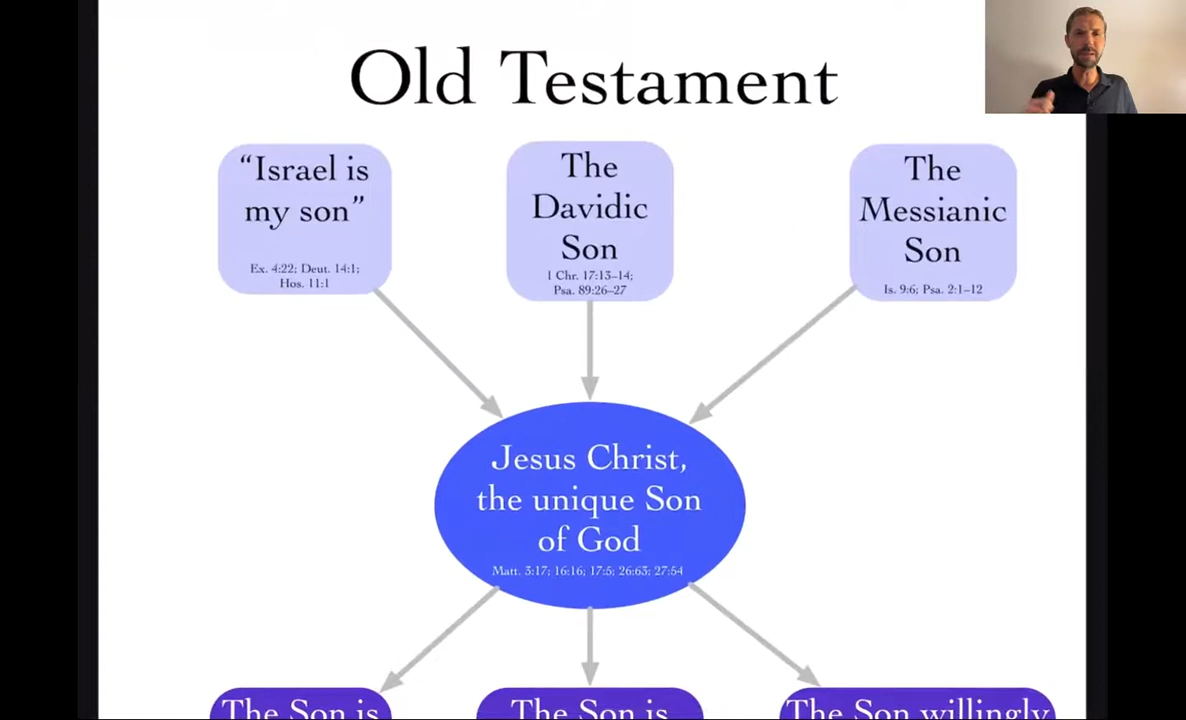 Old Testament
“Israel is
my son”
Ex. 4:22; Deut. 14:1;
Hos. 11:1
The
Davidic
Son
1 Chr. 17:13–14;
Psa. 89:26–27
The
Messianic
Son
Is. 9:6; Psa. 2:1–12
Jesus Christ,
the unique Son
of God
Matt. 3:17; 16:16; 17:5; 26:63; 27:54
The Son is
The Son is
The Son willingly